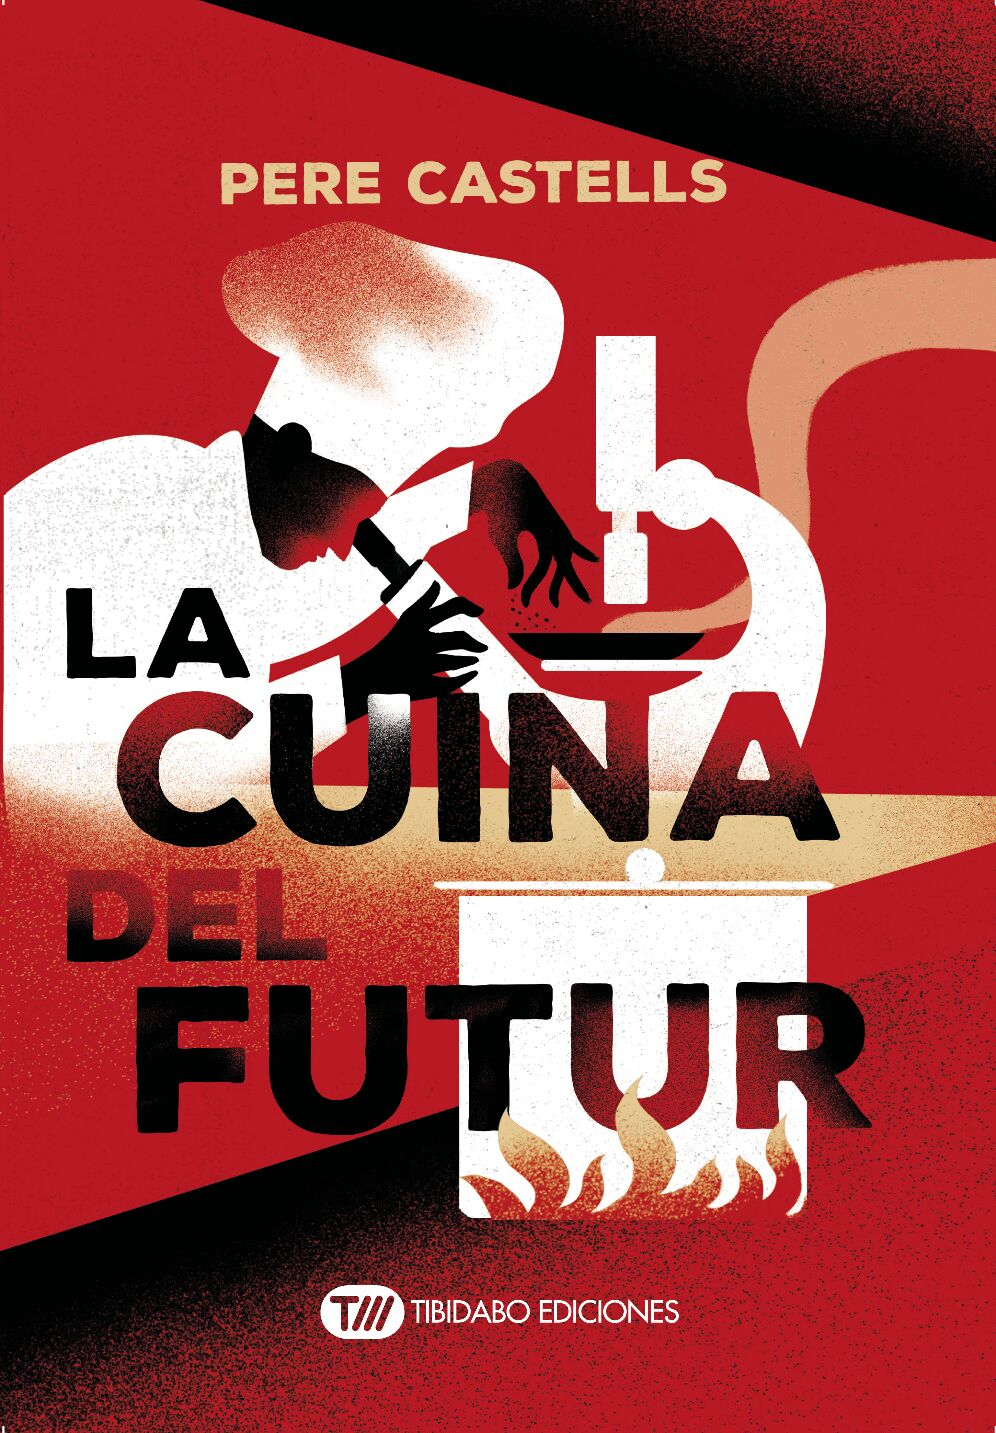 PERE CASTELLS
LA
CUINA
DEL
FUTUR
T/// TIBIDABO EDICIONES